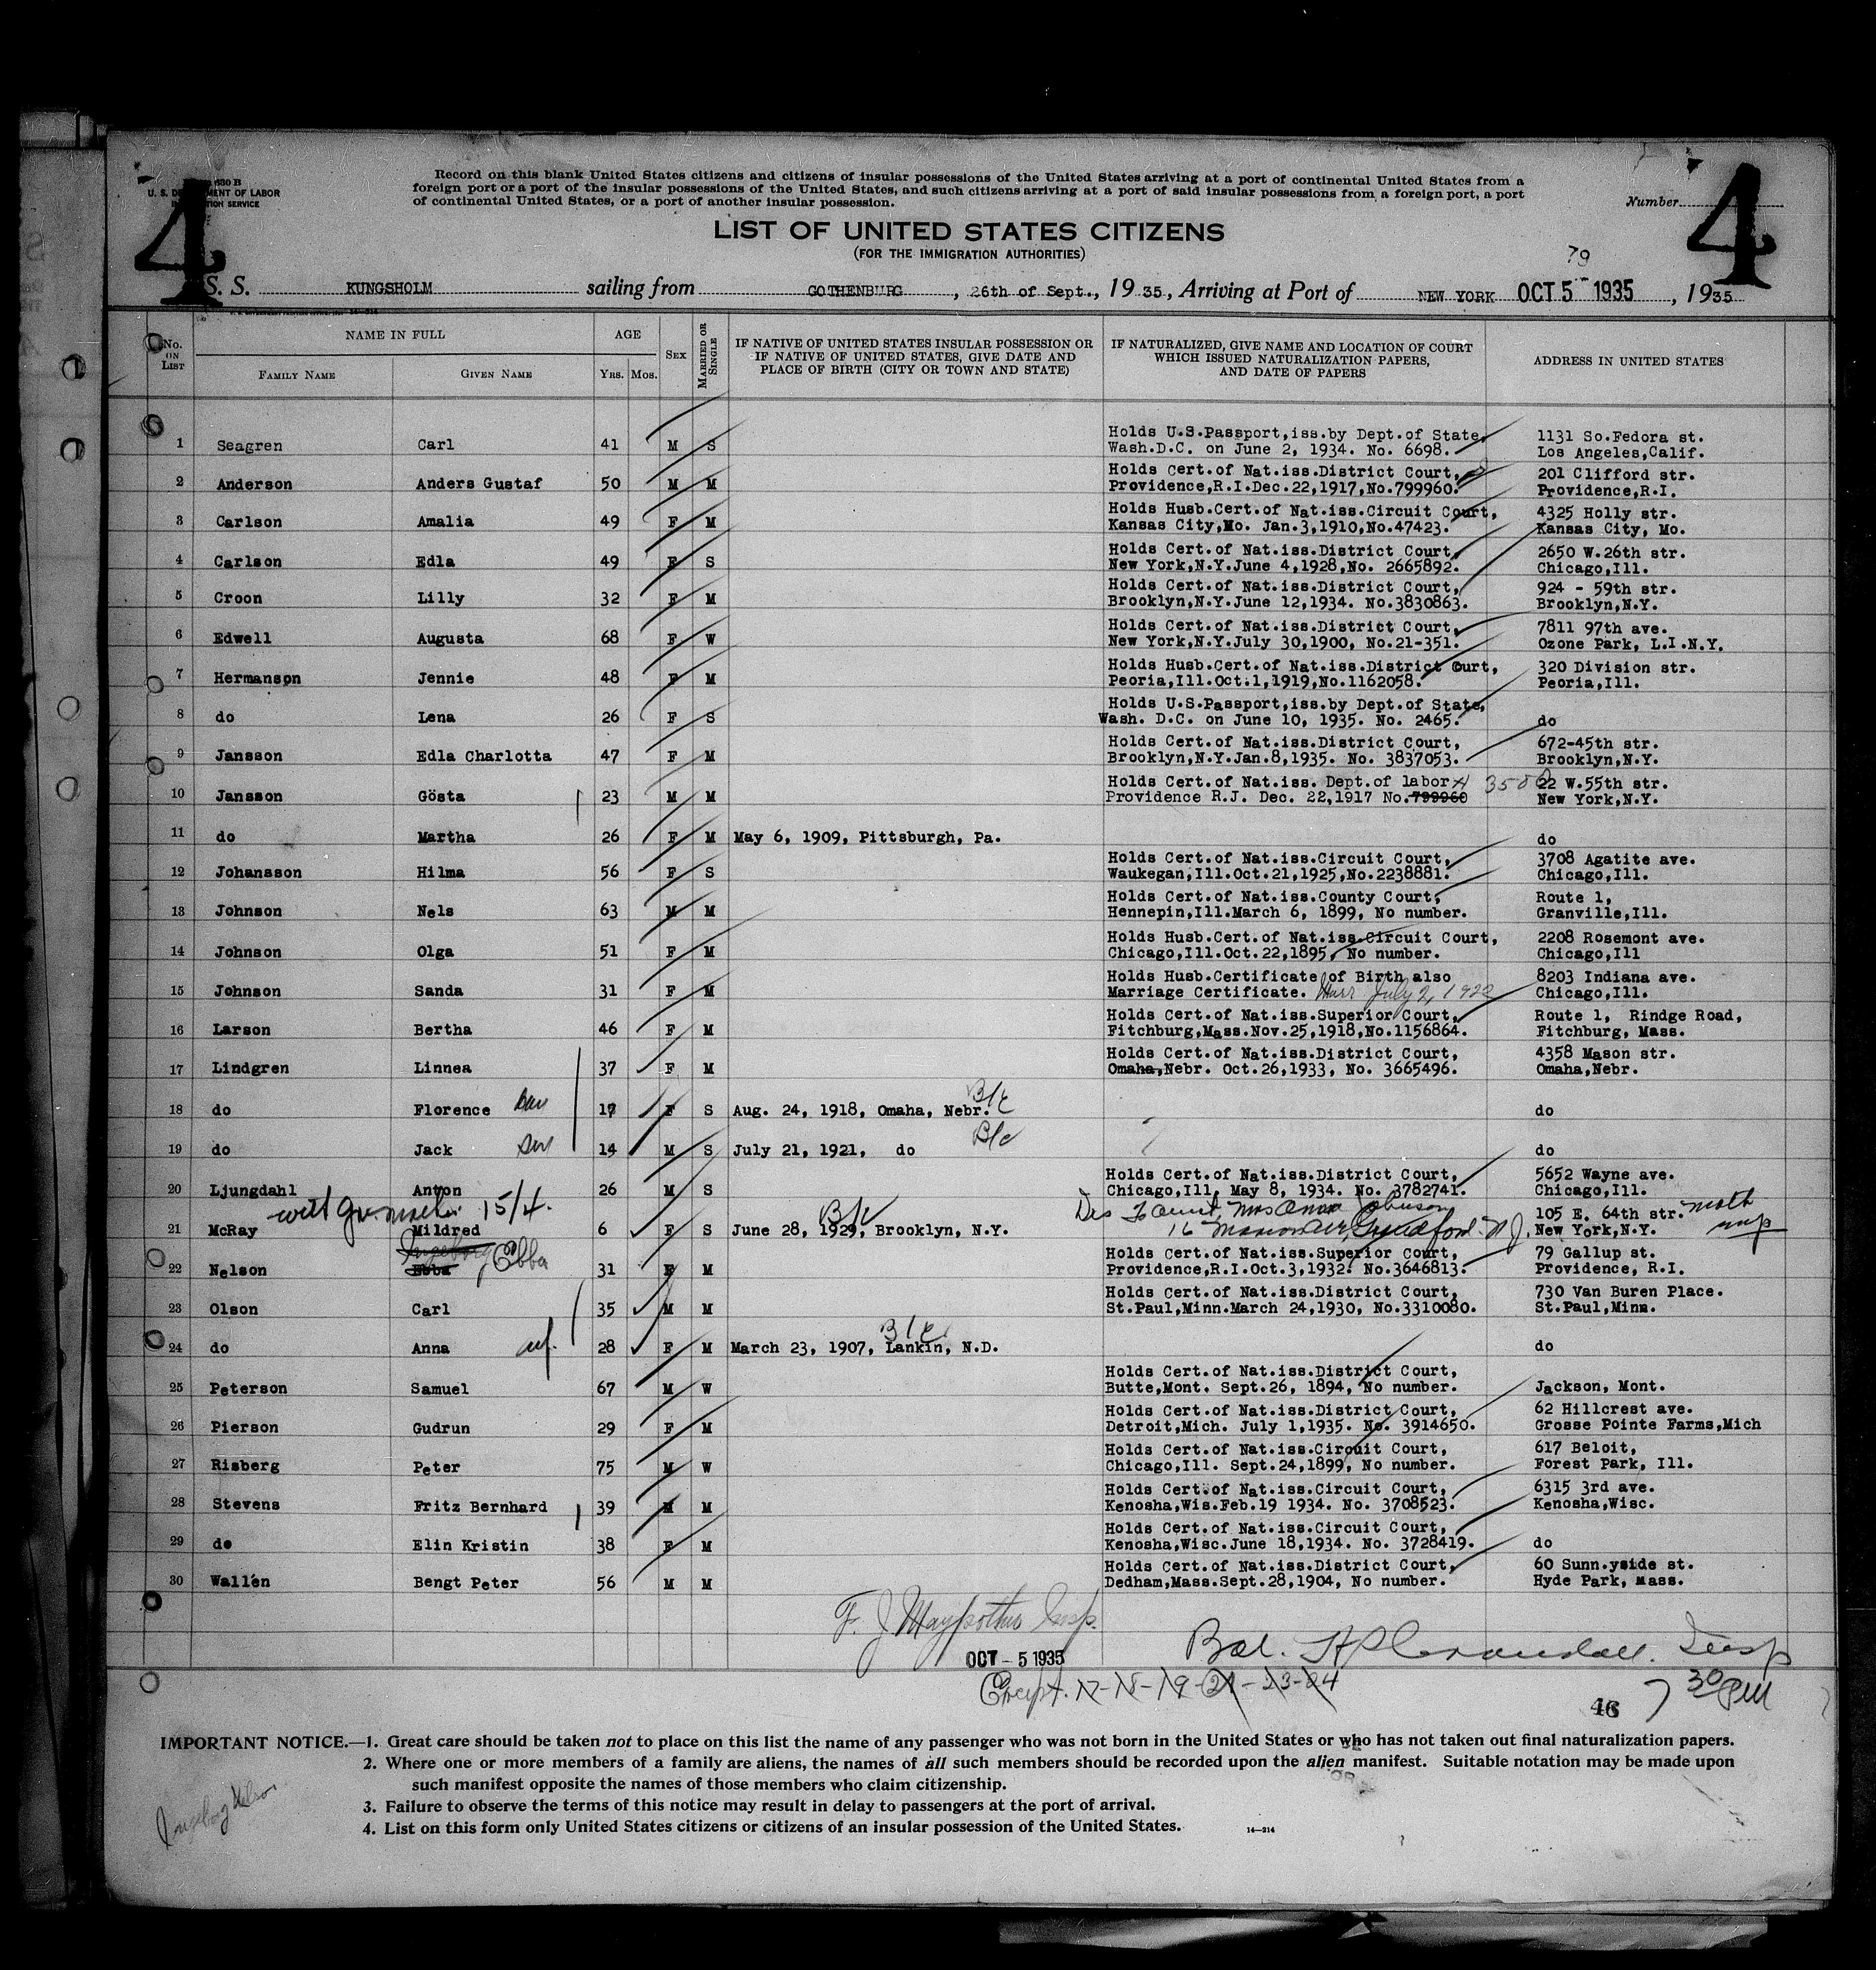 4
4
U. S. DEPARTMENT OF LABOR
Record on this blank United States citizens and citizens of insular possessions of the United States arriving at a port of continental United States from a
foreign port or a port of the insular possessions of the United States, and such citizens arriving at a port of said insular possessions from a foreign port, a port
of continental United States, or a port of another insular possession.
Number
LIST OF UNITED STATES CITIZENS
(FOR THE IMMIGRATION AUTHORITIES)
79
S. S. KUNGSHOLM sailing from GOTHENBURG, 26th of Sept., 1935, Arriving at Port of NEW YORK OCT 5 1935, 1935
No. ON LIST
NAME IN FULL
FAMILY NAME
GIVEN NAME
AGE
YRS. MOS.
SEX
MARRIED OR SINGLE
IF NATIVE OF UNITED STATES INSULAR POSSESSION OR
IF NATIVE OF UNITED STATES, GIVE DATE AND
PLACE OF BIRTH (CITY OR TOWN AND STATE)
IF NATURALIZED, GIVE NAME AND LOCATION OF COURT
WHICH ISSUED NATURALIZATION PAPERS,
AND DATE OF PAPERS
ADDRESS IN UNITED STATES
Holds U.S.Passport,iss.by Dept.of State, 1131 So.Fedora st.
1 Seagren Carl 41 M S Wash.D.C. on June 2, 1934. No. 6698. Los Angeles,Calif.
Holds Cert.of Nat.iss.District Court, 201 Clifford str.
2 Anderson Anders Gustaf 50 M M Providence,R.I.Dec.22,1917,No.799960. Providence,R.I.
Holds Husb.Cert.of Nat.iss.Circuit Court, 4325 Holly str.
3 Carlson Amalia 49 F M Kansas City,Mo. Jan.3,1910,No.47423. Kansas City, Mo.
Holds Cert.of Nat.iss.District Court, 2650 W.26th str.
4 Carlson Edla 49 F S New York,N.Y.June 4,1928,No. 2665892. Chicago,Ill.
Holds Cert.of Nat.iss.District Court, 924 - 59th str.
5 Croon Lilly 32 F M Brooklyn,N.Y.June 12,1934. No.3830863. Brooklyn,N.Y.
Holds Cert.of Nat.iss.District Court, 7811 97th ave.
6 Edwell Augusta 68 F W New York,N.Y.July 30,1900, No.21-351. Ozone Park, L.I.N.Y.
Holds Husb.Cert.of Nat.iss.District Court, 320 Division str.
7 Hermanson Jennie 48 F M Peoria,Ill.Oct.1,1919,No.1162058. Peoria,Ill.
Holds U.S.Passport,iss.by Dept.of State,
8 do Lena 26 F S Wash. D.C. on June 10, 1935. No. 2465. do
Holds Cert.of Nat.iss.District Court, 672-45th str.
9 Jansson Edla Charlotta 47 F M Brooklyn,N.Y.Jan.8,1935. No. 3837053. Brooklyn,N.Y.
Holds Cert.of Nat.iss. Dept.of labor 22 W.55th str.
10 Jansson Gösta 23 M M Providence R.J. Dec. 22,1917 No.799960 New York,N.Y.
11 do Martha 26 F M May 6, 1909, Pittsburgh, Pa. do
Holds Cert.of Nat.iss.Circuit Court, 3708 Agatite ave.
12 Johansson Hilma 56 F S Waukegan,Ill.Oct.21,1925,No.2238881. Chicago,Ill.
Holds Cert.of Nat.iss.County Court, Route 1,
13 Johnson Nels 63 M M Hennepin,Ill.March 6, 1899, No number. Granville,Ill.
Holds Husb.Cert.of Nat.iss.Circuit Court, 2208 Rosemont ave.
14 Johnson Olga 51 F M Chicago,Ill.Oct.22,1895, No number. Chicago,Ill
Holds Husb.Certificate of Birth also 8203 Indiana ave.
15 Johnson Sanda 31 F M Marriage Certificate. July 2, 192 Chicago,Ill.
Holds Cert.of Nat.iss.Superior Court, Route 1, Rindge Road,
16 Larson Bertha 46 F M Fitchburg,Mass.Nov.25,1918,No.1156864. Fitchburg, Mass.
Holds Cert.of Nat.iss.District Court, 4358 Mason str.
17 Lindgren Linnea 37 F M Omaha,Nebr. Oct.26,1933, No. 3665496. Omaha,Nebr.
B/C
18 do Florence 17 F S Aug. 24, 1918, Omaha, Nebr. do
B/C
19 do Jack 14 M S July 21, 1921, do do
Holds Cert.of Nat.iss.District Court, 5652 Wayne ave.
20 Ljungdahl Anton 26 M S Chicago,Ill. May 8, 1934. No. 3782741. Chicago,Ill.
15/4. B/C Mrs Anna Johnson 105 E. 64th str.
21 McRay Mildred 6 F S June 28, 1929, Brooklyn, N.Y. 16 N.J. New York,N.Y.
Ingeborg Ebba Holds Cert.of Nat.iss.Superior Court, 79 Gallup st.
22 Nelson Ebba 31 F M Providence,R.I.Oct.3,1932. No.3646813. Providence, R.I.
Holds Cert.of Nat.iss.District Court, 730 Van Buren Place.
23 Olson Carl 35 M M St.Paul,Minn.March 24,1930, No.3310080. St.Paul,Minn.
B/C
24 do Anna 28 F M March 23, 1907, Lankin, N.D. do
Holds Cert.of Nat.iss.District Court,
25 Peterson Samuel 67 M W Butte,Mont. Sept.26, 1894, No number. Jackson, Mont.
Holds Cert.of Nat.iss.District Court, 62 Hillcrest ave.
26 Pierson Gudrun 29 F M Detroit,Mich. July 1,1935. No. 3914650. Grosse Pointe Farms,Mich
Holds Cert.of Nat.iss.Circuit Court, 617 Beloit,
27 Risberg Peter 75 M W Chicago,Ill. Sept.24,1899, No number. Forest Park, Ill.
Holds Cert.of Nat.iss.Circuit Court, 6315 3rd ave.
28 Stevens Fritz Bernhard 39 M M Kenosha,Wis.Feb.19 1934. No. 3708523. Kenosha,Wisc.
Holds Cert.of Nat.iss.Circuit Court,
29 do Elin Kristin 38 F M Kenosha,Wisc.June 18,1934. No. 3728419. do
Holds Cert.of Nat.iss.District Court, 60 Sunn.yside st.
30 Wallén Bengt Peter 56 M M Dedham,Mass.Sept.28,1904, No number. Hyde Park, Mass.
F. J. Insp.
Bal. Insp
OCT - 5 1935
Except. 17-18-19-21-23-24
7 30 PM
46
IMPORTANT NOTICE.—1. Great care should be taken not to place on this list the name of any passenger who was not born in the United States or who has not taken out final naturalization papers.
2. Where one or more members of a family are aliens, the names of all such members should be recorded upon the alien manifest. Suitable notation may be made upon
such manifest opposite the names of those members who claim citizenship.
3. Failure to observe the terms of this notice may result in delay to passengers at the port of arrival.
4. List on this form only United States citizens or citizens of an insular possession of the United States.
14—214
Ingeborg Nelson